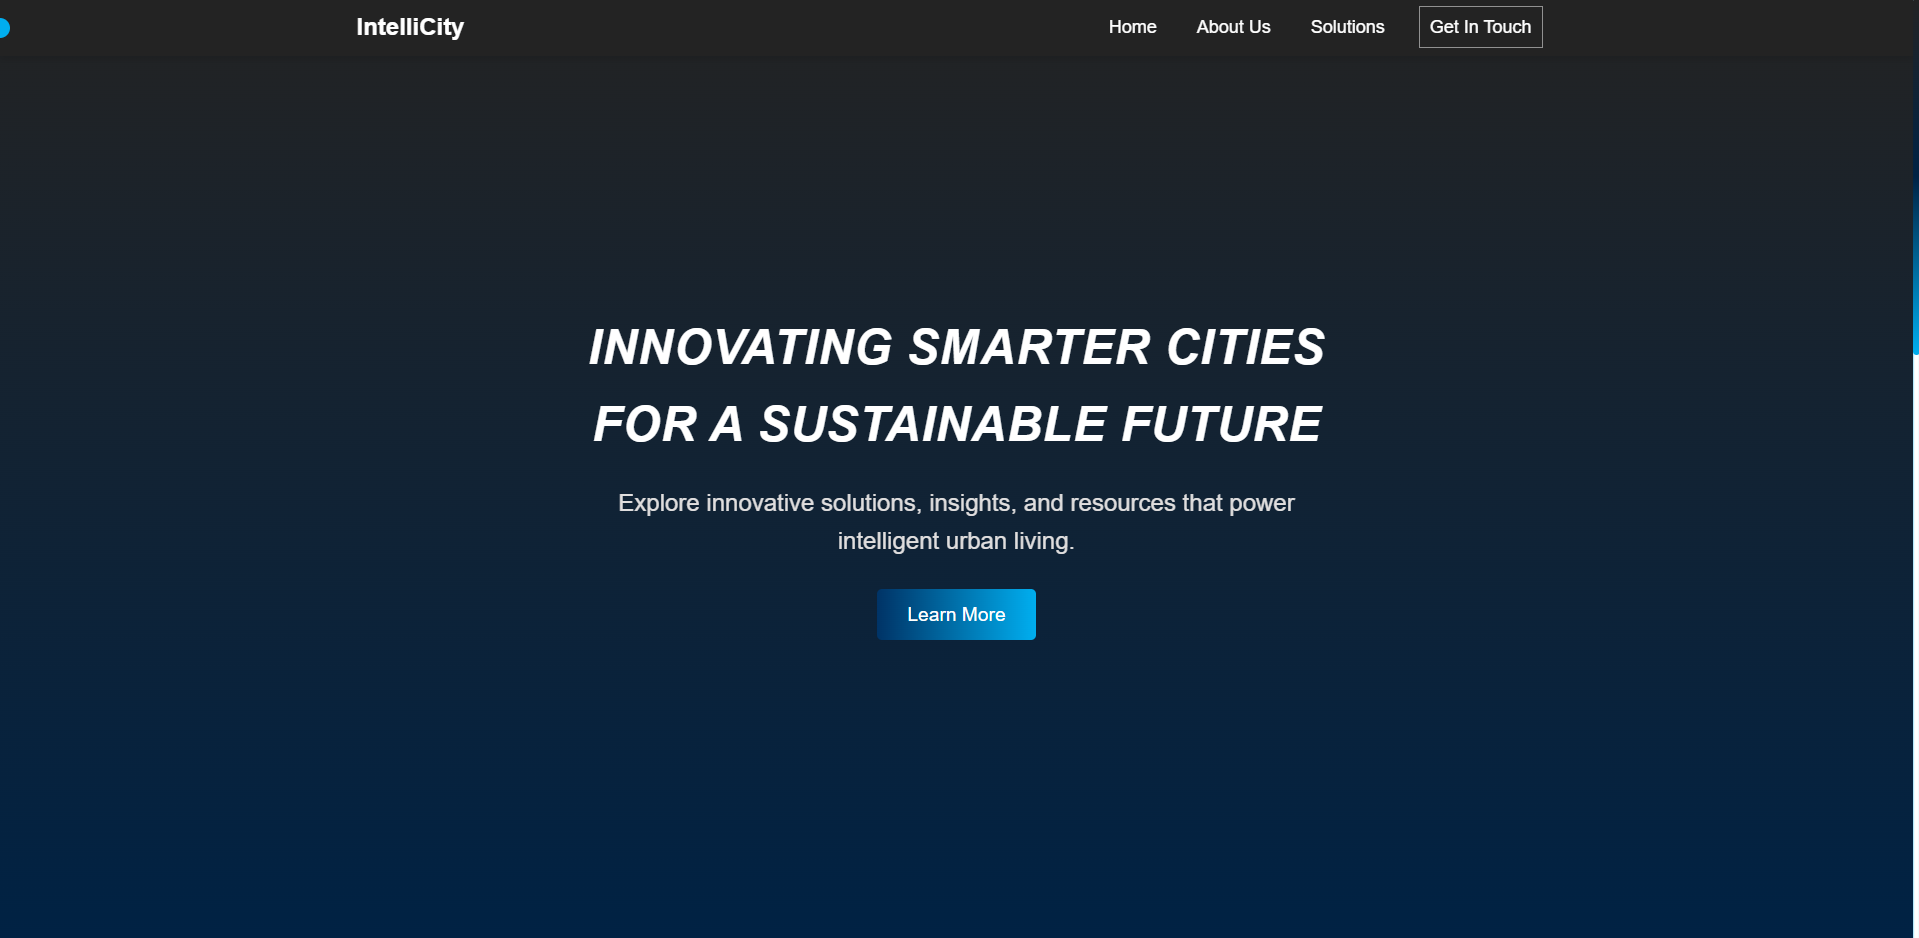 IntelliCity
Home
About Us
Solutions
Get In Touch
INNOVATING SMARTER CITIES
FOR A SUSTAINABLE FUTURE
Explore innovative solutions, insights, and resources that power
intelligent urban living.
Learn More